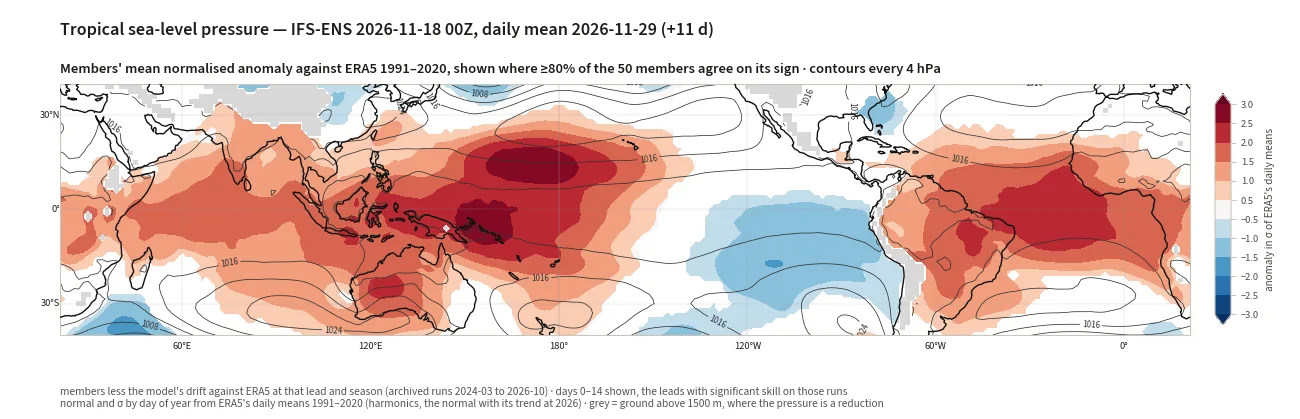 Tropical sea-level pressure — IFS-ENS 2026-11-18 00Z, daily mean 2026-11-29 (+11 d)
Members' mean normalised anomaly against ERA5 1991–2020, shown where ≥80% of the 50 members agree on its sign · contours every 4 hPa
30°N
0°
30°S
60°E
120°E
180°
120°W
60°W
0°
1016
1016
1008
1016
1016
1016
1016
1016
1016
1008
1024
1016
1016
3.0
2.5
2.0
1.5
1.0
0.5
−0.5
−1.0
−1.5
−2.0
−2.5
−3.0
anomaly in σ of ERA5's daily means
members less the model's drift against ERA5 at that lead and season (archived runs 2024-03 to 2026-10) · days 0–14 shown, the leads with significant skill on those runs
normal and σ by day of year from ERA5's daily means 1991–2020 (harmonics, the normal with its trend at 2026) · grey = ground above 1500 m, where the pressure is a reduction